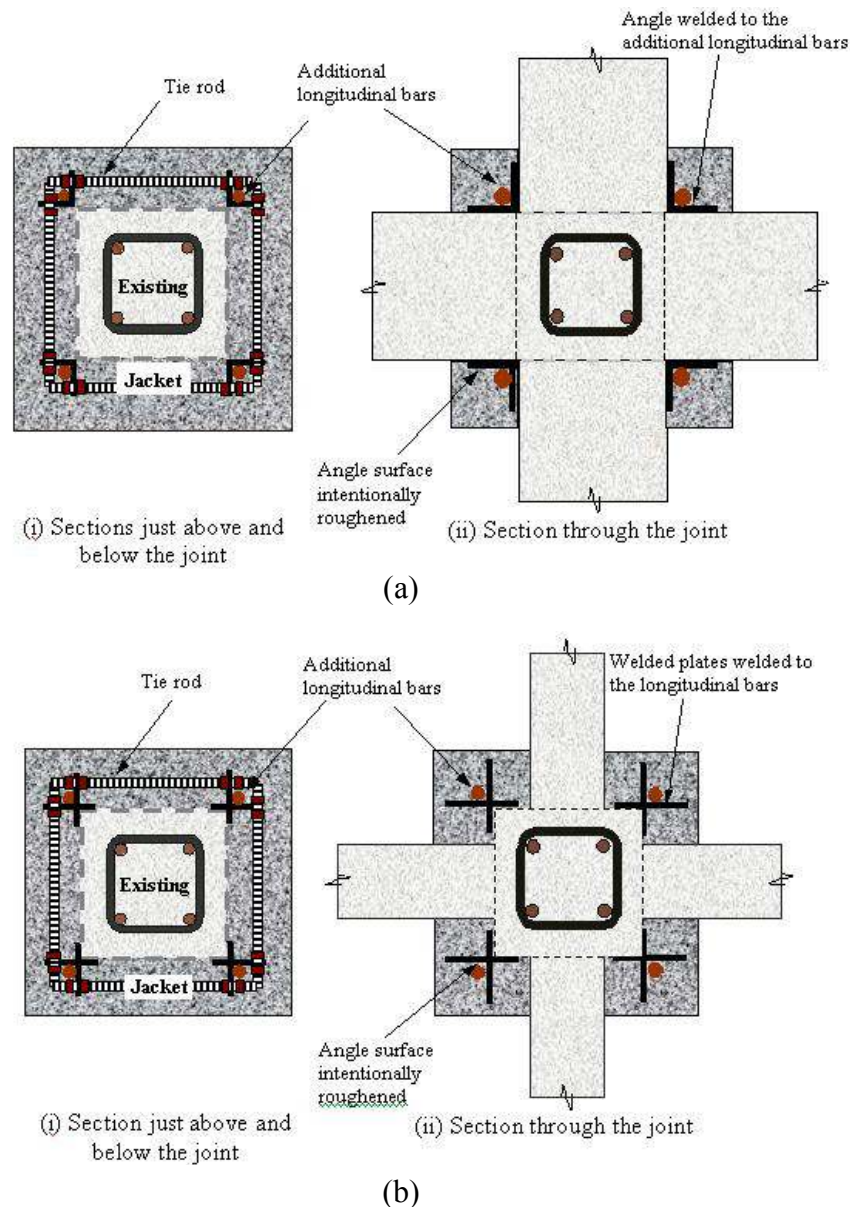 Tie rod
Additional
longitudinal bars
Angle welded to the
additional longitudinal bars
Existing
Jacket
Angle surface
intentionally
roughened
(i) Sections just above and
below the joint
(ii) Section through the joint
(a)
Tie rod
Additional
longitudinal bars
Welded plates welded to
the longitudinal bars
Existing
Jacket
Angle surface
intentionally
roughened
(i) Section just above and
below the joint
(ii) Section through the joint
(b)